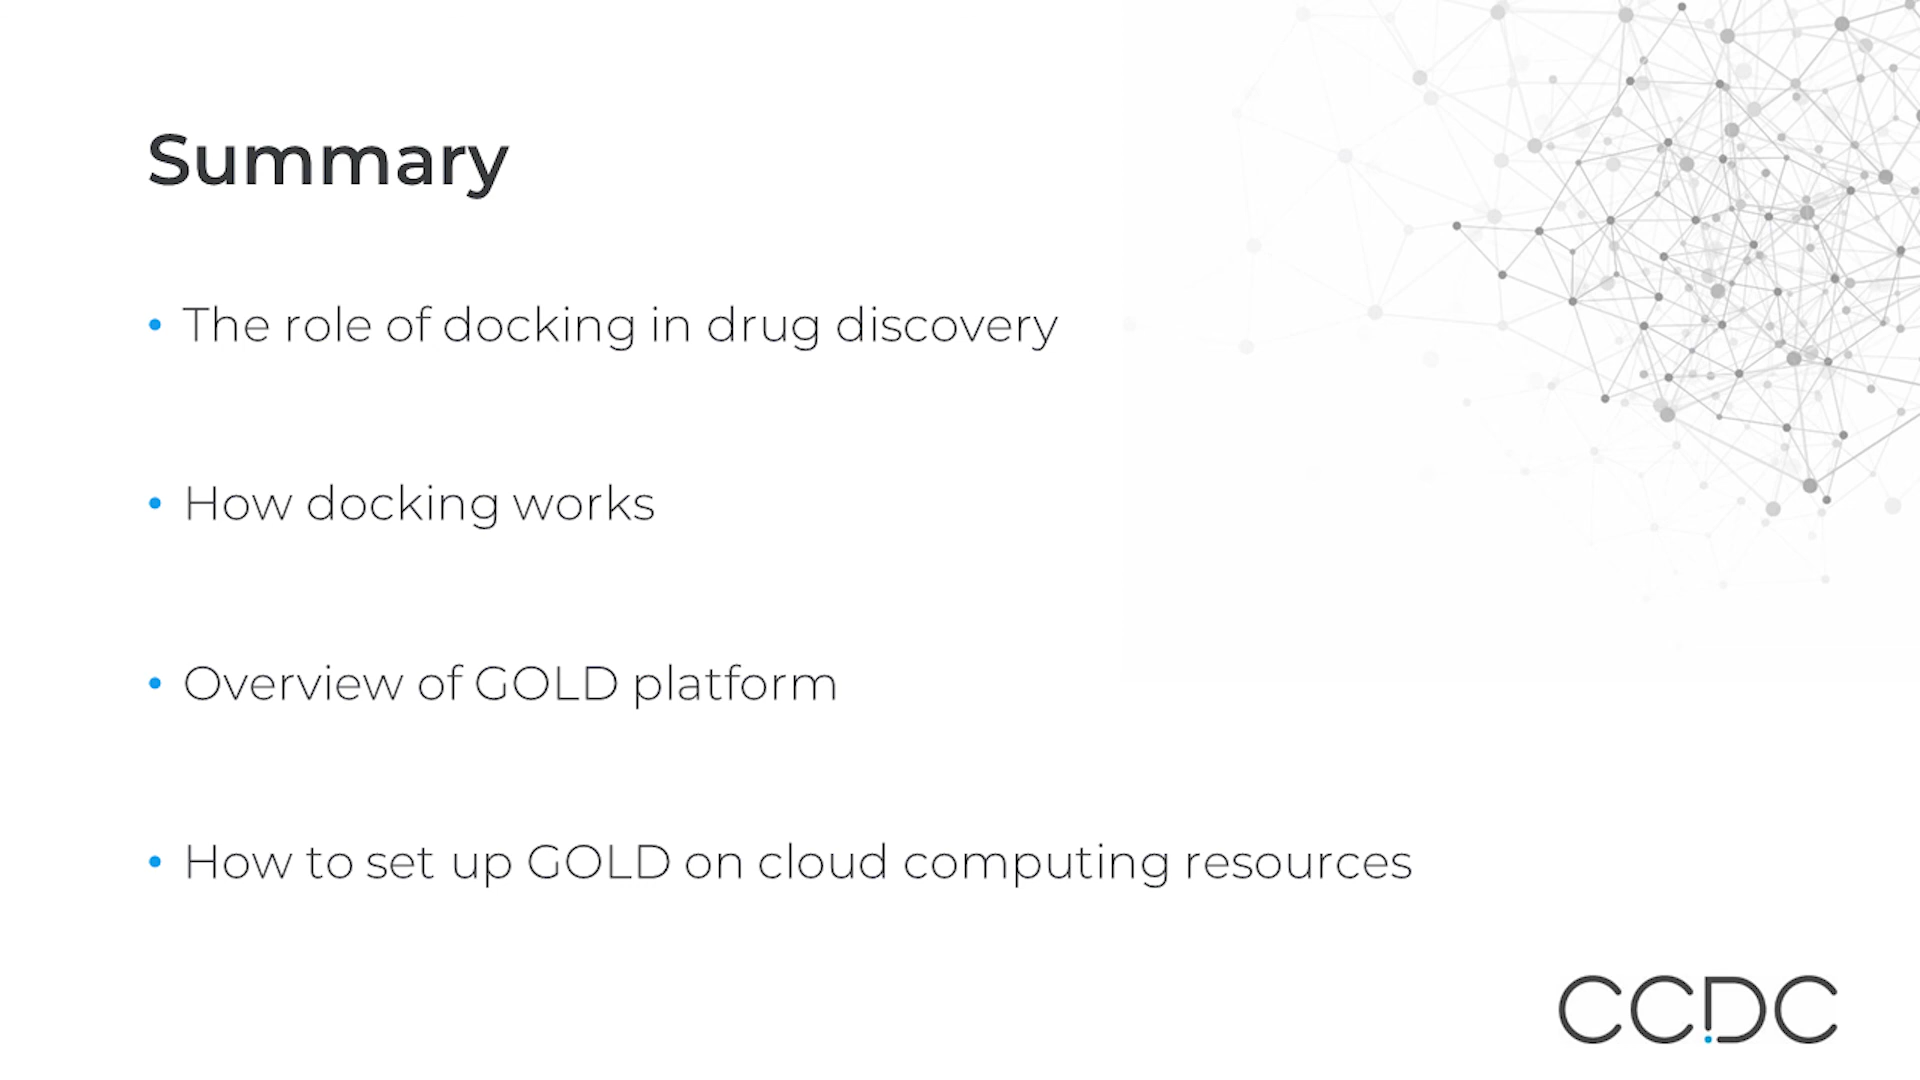 Summary
• The role of docking in drug discovery
• How docking works
• Overview of GOLD platform
• How to set up GOLD on cloud computing resources
CCDC